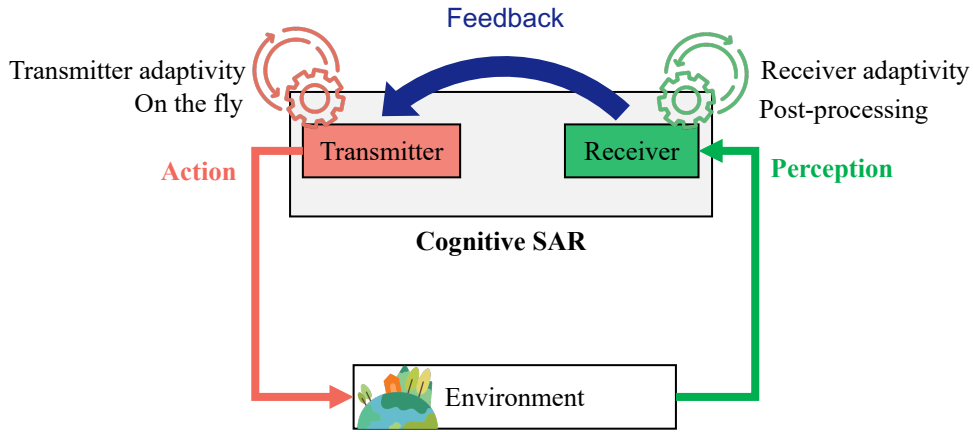 Feedback
Transmitter adaptivity
On the fly
Receiver adaptivity
Post-processing
Transmitter
Receiver
Action
Perception
Cognitive SAR
Environment